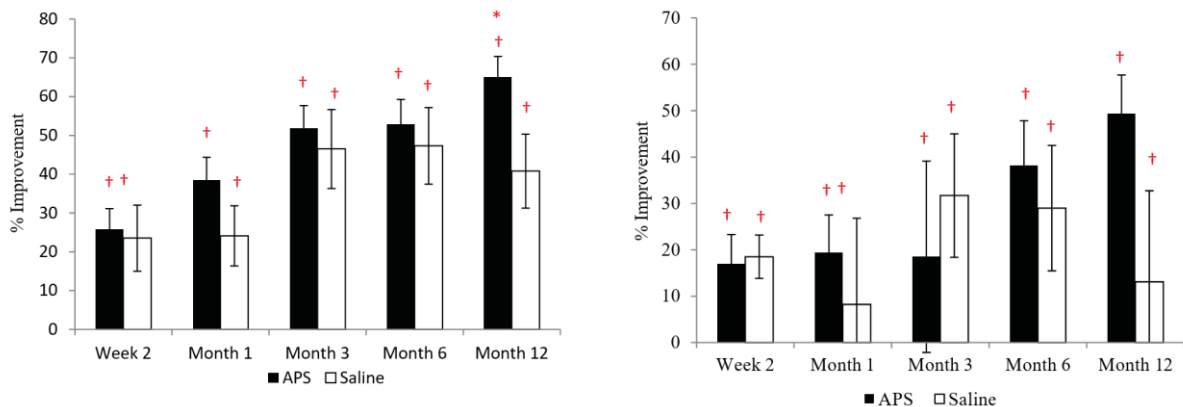 % Improvement
80
70
60
50
40
30
20
10
0
*
† † † † † † † † † †
Week 2 Month 1 Month 3 Month 6 Month 12
APS Saline
% Improvement
70
60
50
40
30
20
10
0
† † † † † † † † † †
Week 2 Month 1 Month 3 Month 6 Month 12
APS Saline